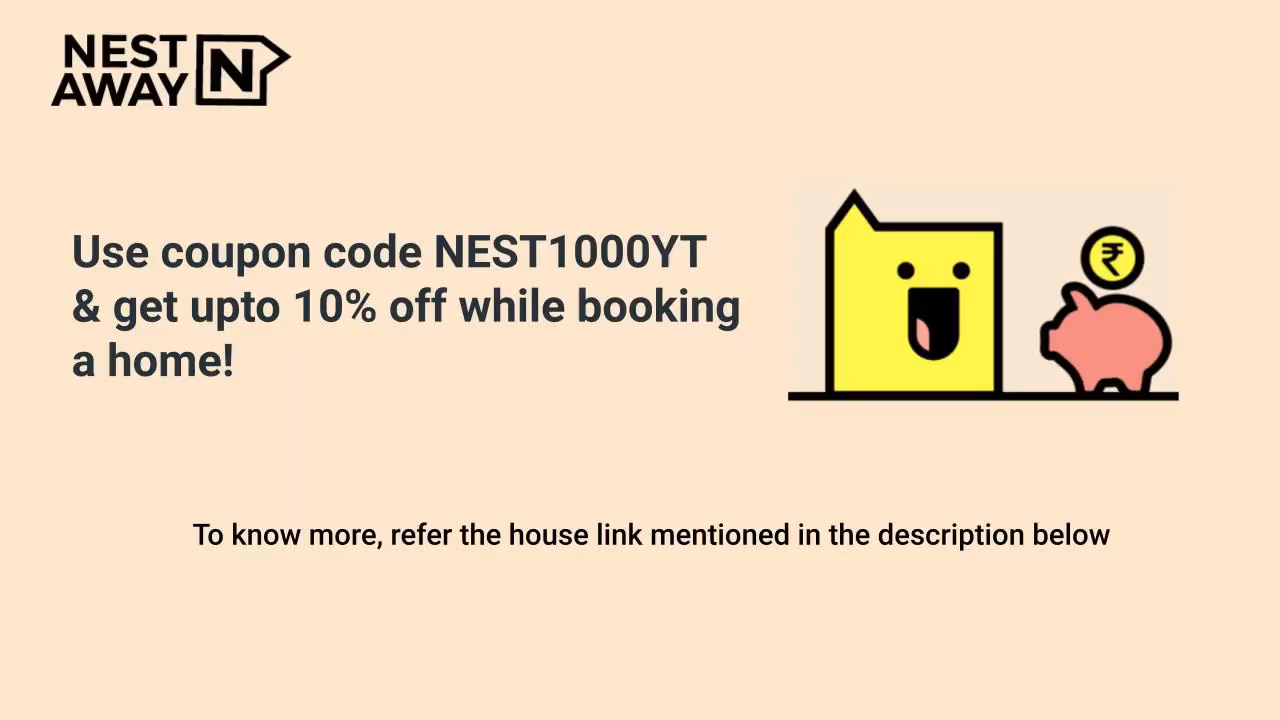 NEST
AWAY N
Use coupon code NEST1000YT
& get upto 10% off while booking
a home!
₹
To know more, refer the house link mentioned in the description below